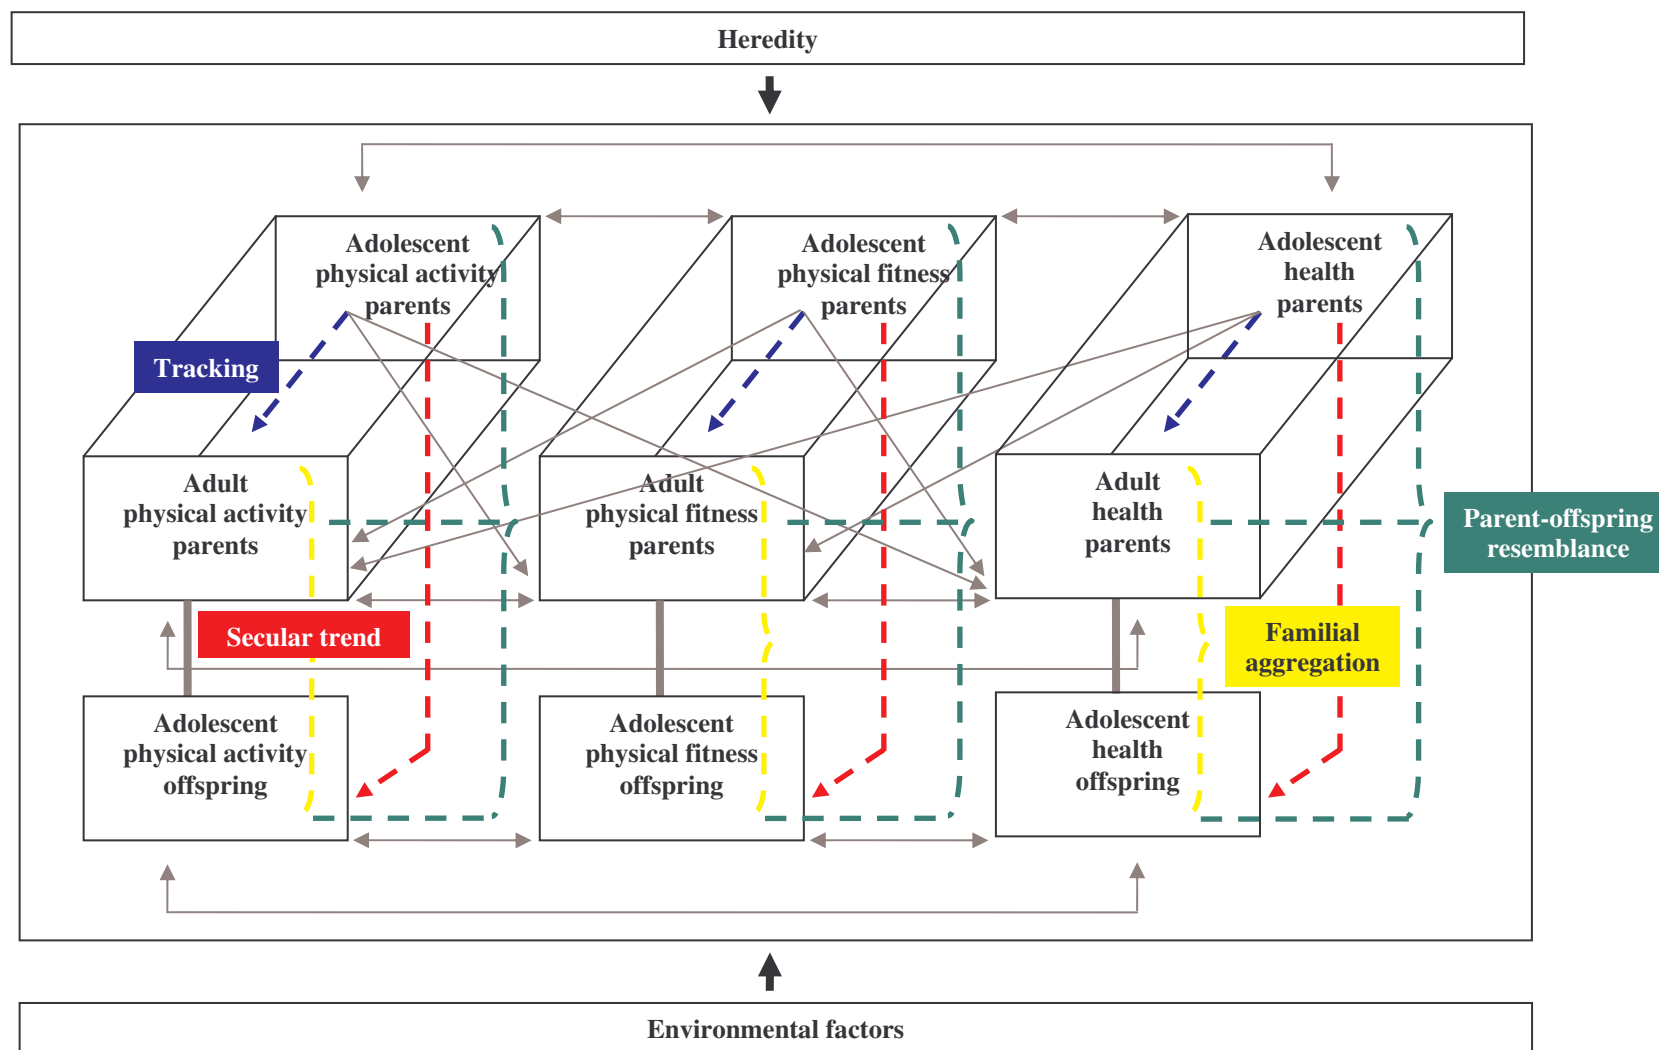 Heredity
Adolescent
physical activity
parents
Adolescent
physical fitness
parents
Adolescent
health
parents
Tracking
Adult
physical activity
parents
Adult
physical fitness
parents
Adult
health
parents
Parent-offspring
resemblance
Secular trend
Familial
aggregation
Adolescent
physical activity
offspring
Adolescent
physical fitness
offspring
Adolescent
health
offspring
Environmental factors